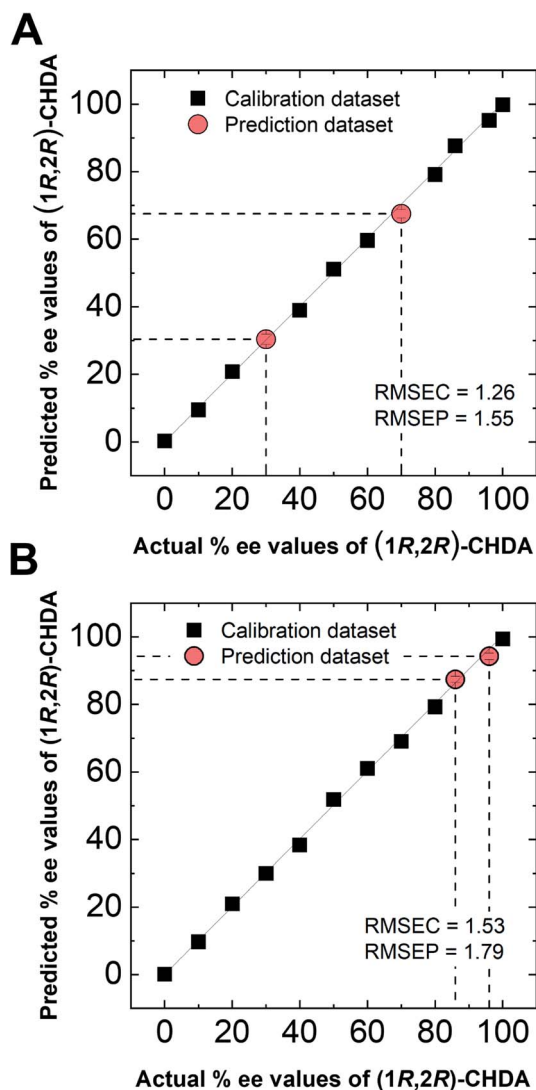 A
Calibration dataset
Prediction dataset
Predicted % ee values of (1R,2R)-CHDA
100
80
60
40
20
0
RMSEC = 1.26
RMSEP = 1.55
0 20 40 60 80 100
Actual % ee values of (1R,2R)-CHDA
B
Calibration dataset
Prediction dataset
Predicted % ee values of (1R,2R)-CHDA
100
80
60
40
20
0
RMSEC = 1.53
RMSEP = 1.79
0 20 40 60 80 100
Actual % ee values of (1R,2R)-CHDA